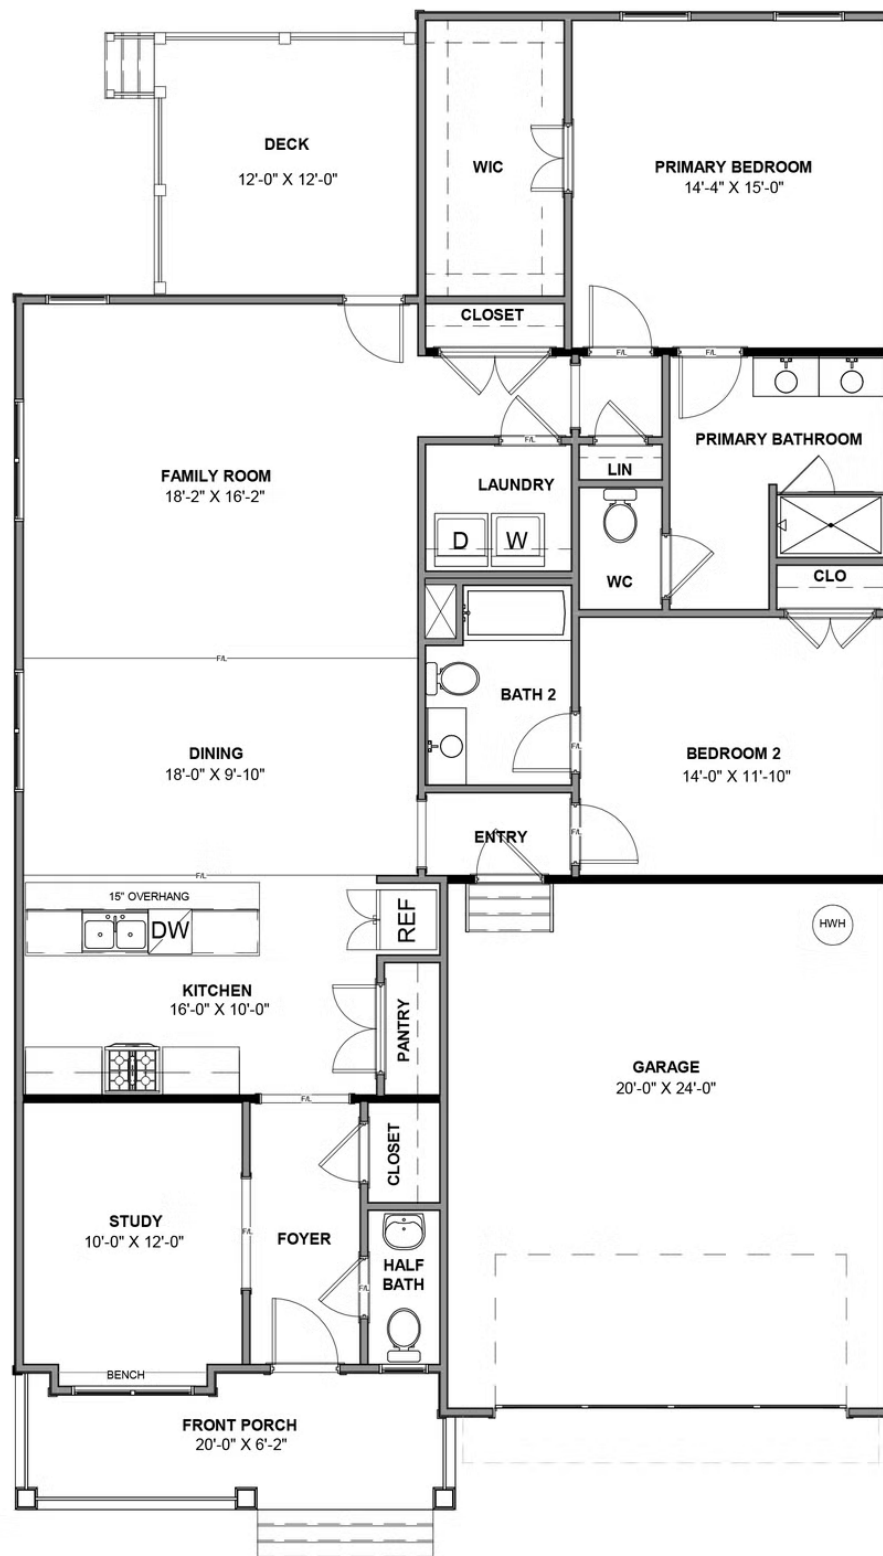 DECK
12'-0" X 12'-0"
WIC
PRIMARY BEDROOM
14'-4" X 15'-0"
CLOSET
F/L
F/L
PRIMARY BATHROOM
F/L
FAMILY ROOM
18'-2" X 16'-2"
LAUNDRY
LIN
D
W
WC
CLO
F/L
BATH 2
DINING
18'-0" X 9'-10"
F/L
BEDROOM 2
14'-0" X 11'-10"
ENTRY
F/L
F/L
15" OVERHANG
DW
REF
HWH
KITCHEN
16'-0" X 10'-0"
PANTRY
GARAGE
20'-0" X 24'-0"
F/L
CLOSET
STUDY
10'-0" X 12'-0"
F/L
FOYER
HALF
BATH
F/L
BENCH
FRONT PORCH
20'-0" X 6'-2"